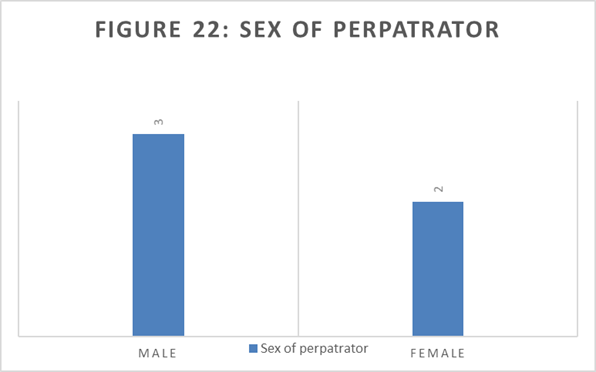 FIGURE 22: SEX OF PERPATRATOR
3
2
MALE
FEMALE
Sex of perpatrator